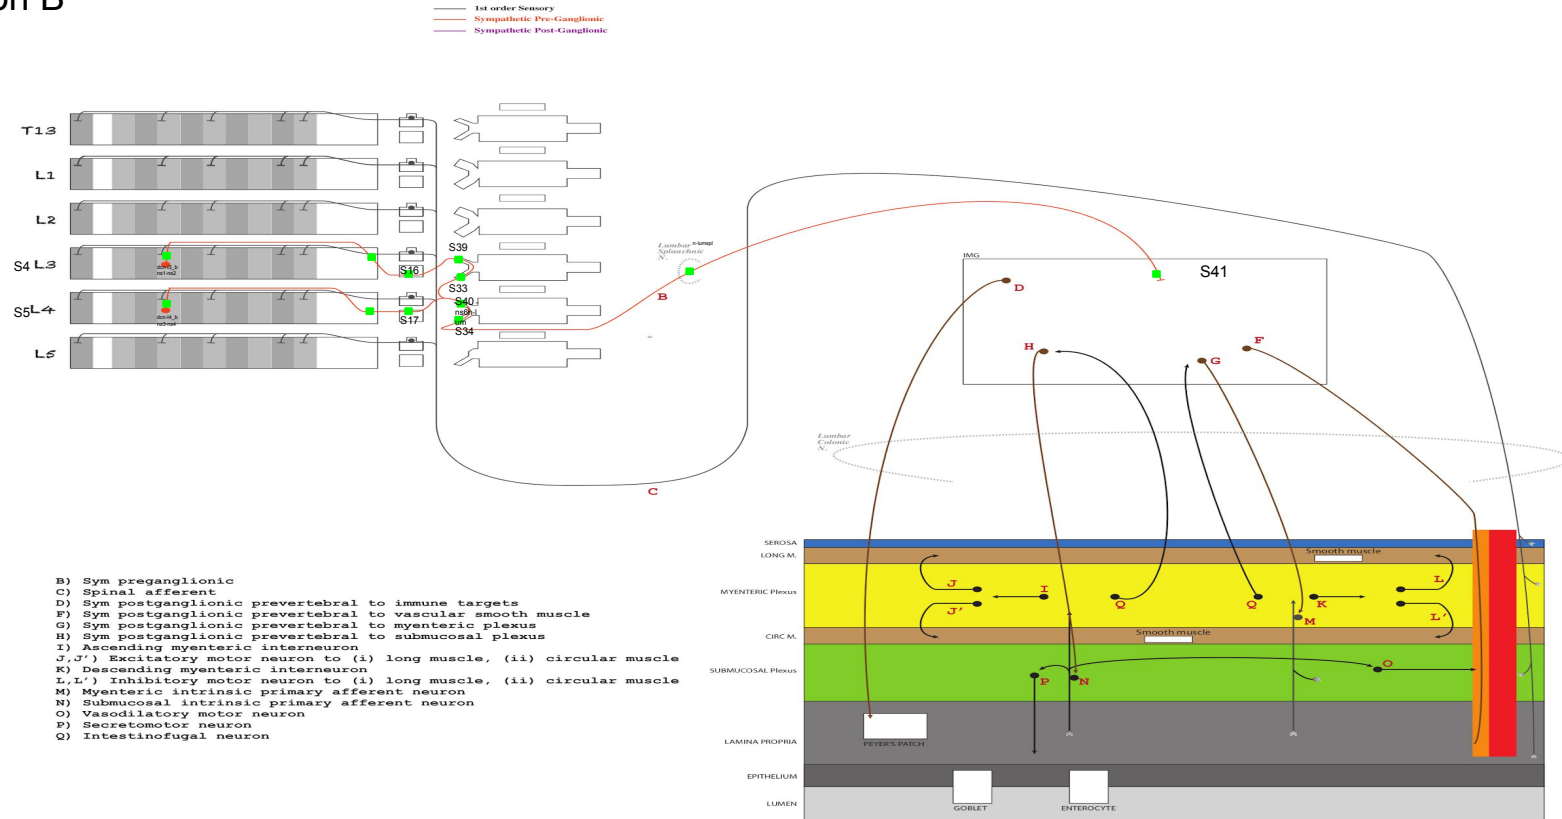 on B
1st order Sensory
Sympathetic Pre-Ganglionic
Sympathetic Post-Ganglionic
T13
L1
L2
S4 L3
S5 L4
L5
S16
S17
S39
S33
S40
S34
dcn-l4_b
ns3-ns4
Lumbar
Splanchnic
N.
n-lumspl
B
C
IMG
S41
D
H
G
F
Lumbar
Colonic
N.
SEROSA
LONG M.
MYENTERIC Plexus
CIRC M.
SUBMUCOSAL Plexus
LAMINA PROPRIA
EPITHELIUM
LUMEN
Smooth muscle
Smooth muscle
J
J'
I
Q
Q
K
M
L
L'
P
N
O
PEYER'S PATCH
GOBLET
ENTEROCYTE
B) Sym preganglionic
C) Spinal afferent
D) Sym postganglionic prevertebral to immune targets
F) Sym postganglionic prevertebral to vascular smooth muscle
G) Sym postganglionic prevertebral to myenteric plexus
H) Sym postganglionic prevertebral to submucosal plexus
I) Ascending myenteric interneuron
J,J') Excitatory motor neuron to (i) long muscle, (ii) circular muscle
K) Descending myenteric interneuron
L,L') Inhibitory motor neuron to (i) long muscle, (ii) circular muscle
M) Myenteric intrinsic primary afferent neuron
N) Submucosal intrinsic primary afferent neuron
O) Vasodilatory motor neuron
P) Secretomotor neuron
Q) Intestinofugal neuron